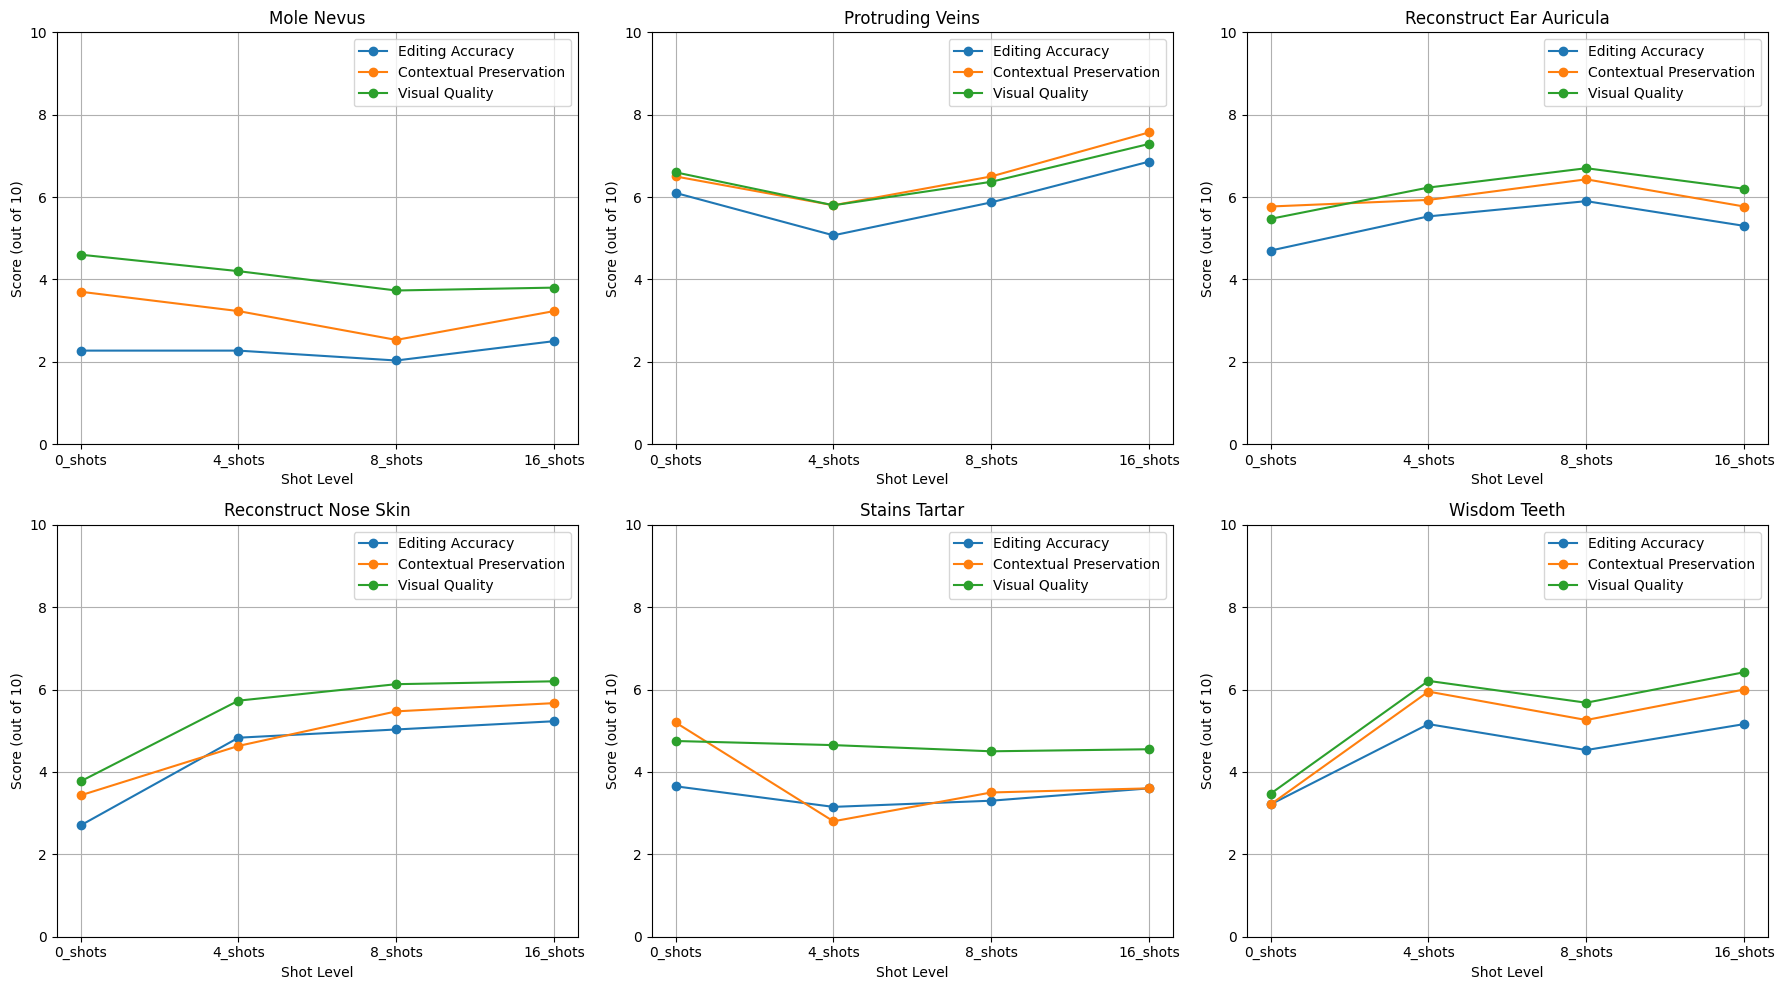 Mole Nevus
Editing Accuracy
Contextual Preservation
Visual Quality
Score (out of 10)
10
8
6
4
2
0
0_shots
4_shots
8_shots
16_shots
Shot Level
Protruding Veins
Editing Accuracy
Contextual Preservation
Visual Quality
Score (out of 10)
10
8
6
4
2
0
0_shots
4_shots
8_shots
16_shots
Shot Level
Reconstruct Ear Auricula
Editing Accuracy
Contextual Preservation
Visual Quality
Score (out of 10)
10
8
6
4
2
0
0_shots
4_shots
8_shots
16_shots
Shot Level
Reconstruct Nose Skin
Editing Accuracy
Contextual Preservation
Visual Quality
Score (out of 10)
10
8
6
4
2
0
0_shots
4_shots
8_shots
16_shots
Shot Level
Stains Tartar
Editing Accuracy
Contextual Preservation
Visual Quality
Score (out of 10)
10
8
6
4
2
0
0_shots
4_shots
8_shots
16_shots
Shot Level
Wisdom Teeth
Editing Accuracy
Contextual Preservation
Visual Quality
Score (out of 10)
10
8
6
4
2
0
0_shots
4_shots
8_shots
16_shots
Shot Level